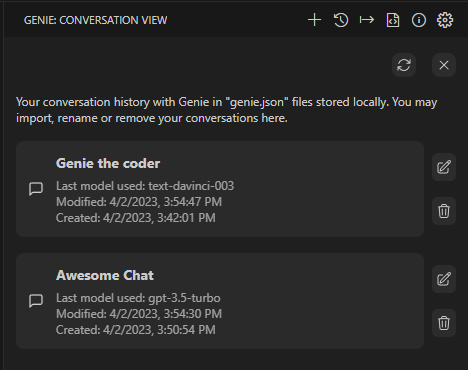 GENIE: CONVERSATION VIEW
Your conversation history with Genie in "genie.json" files stored locally. You may
import, rename or remove your conversations here.
Genie the coder
Last model used: text-davinci-003
Modified: 4/2/2023, 3:54:47 PM
Created: 4/2/2023, 3:42:01 PM
Awesome Chat
Last model used: gpt-3.5-turbo
Modified: 4/2/2023, 3:54:30 PM
Created: 4/2/2023, 3:50:54 PM